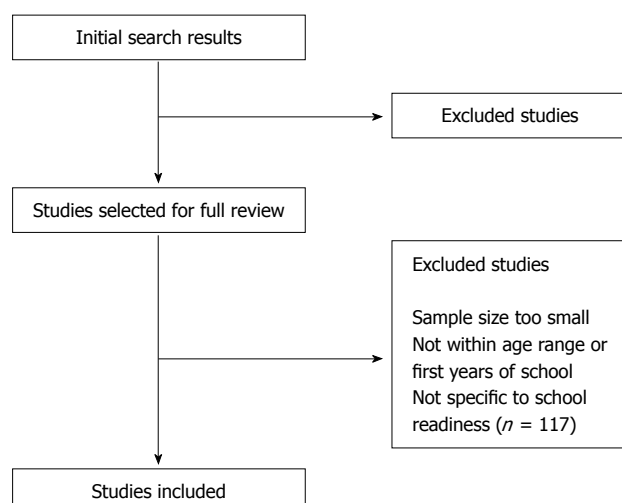 Initial search results
Excluded studies
Studies selected for full review
Excluded studies
Sample size too small
Not within age range or
first years of school
Not specific to school
readiness (n = 117)
Studies included